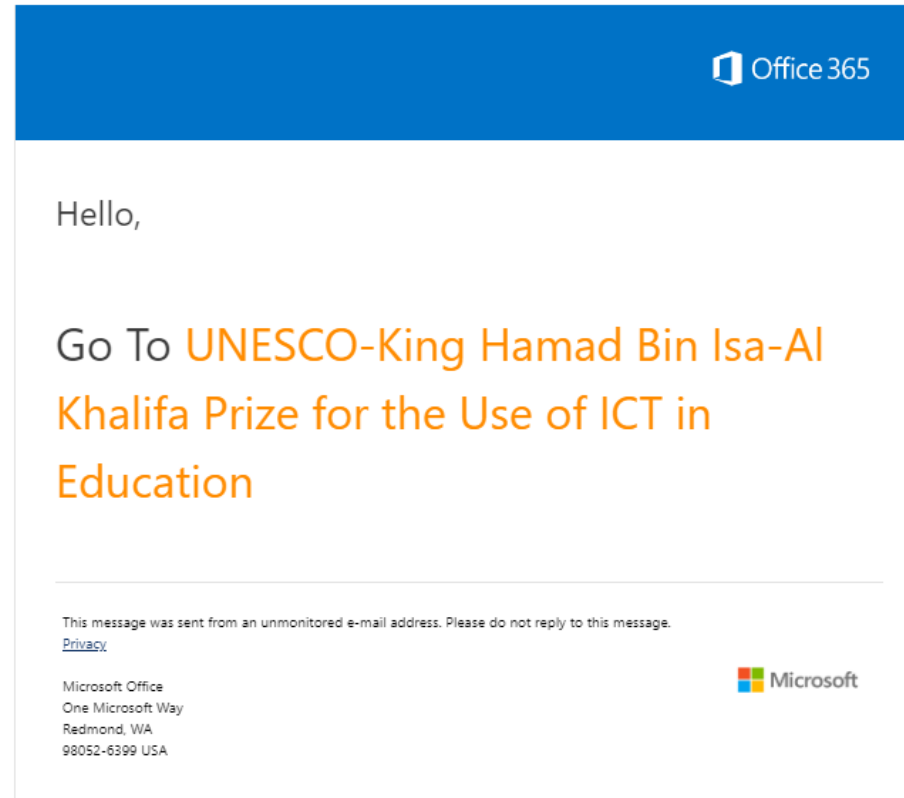 Office 365
Hello,
Go To UNESCO-King Hamad Bin Isa-Al
Khalifa Prize for the Use of ICT in
Education
This message was sent from an unmonitored e-mail address. Please do not reply to this message.
Privacy
Microsoft Office
One Microsoft Way
Redmond, WA
98052-6399 USA
Microsoft